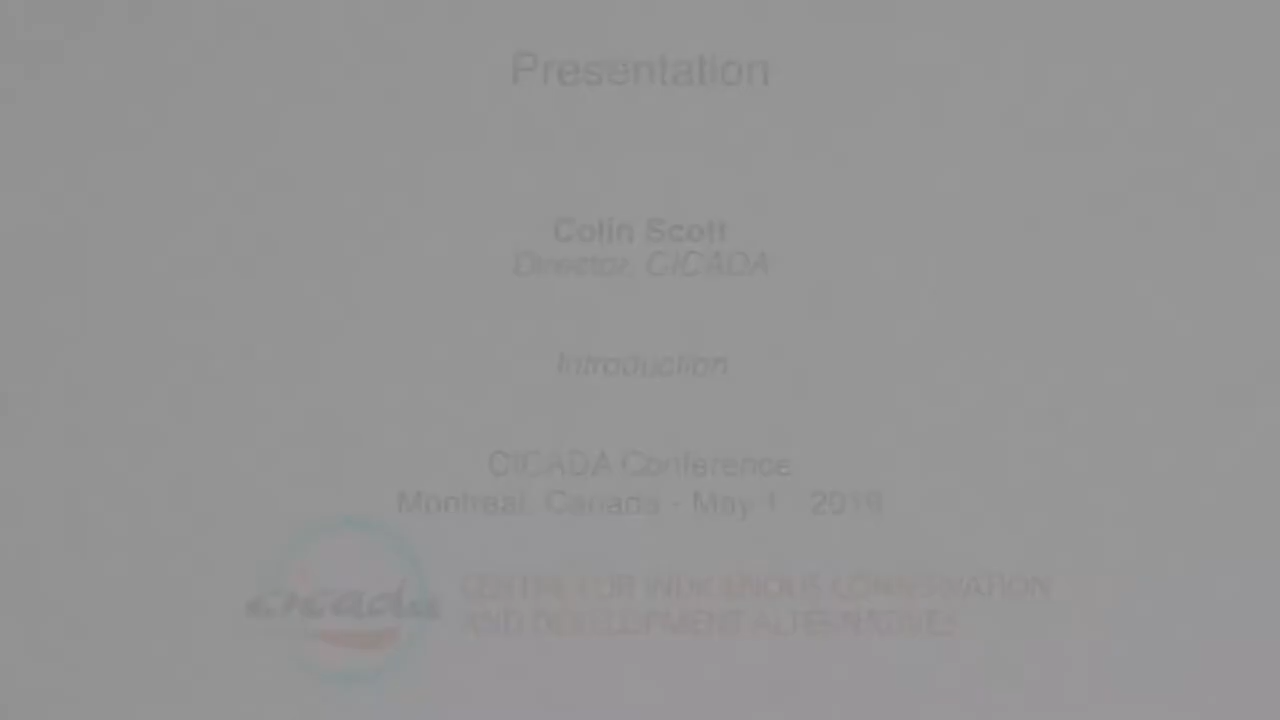 Presentation
Colin Scott
Director, CICADA
Introduction
CICADA Conference
Montreal, Canada - May 1
cicada
CENTRE FOR INDIGENOUS CONSERVATION
AND DEVELOPMENT ALTERNATIVES